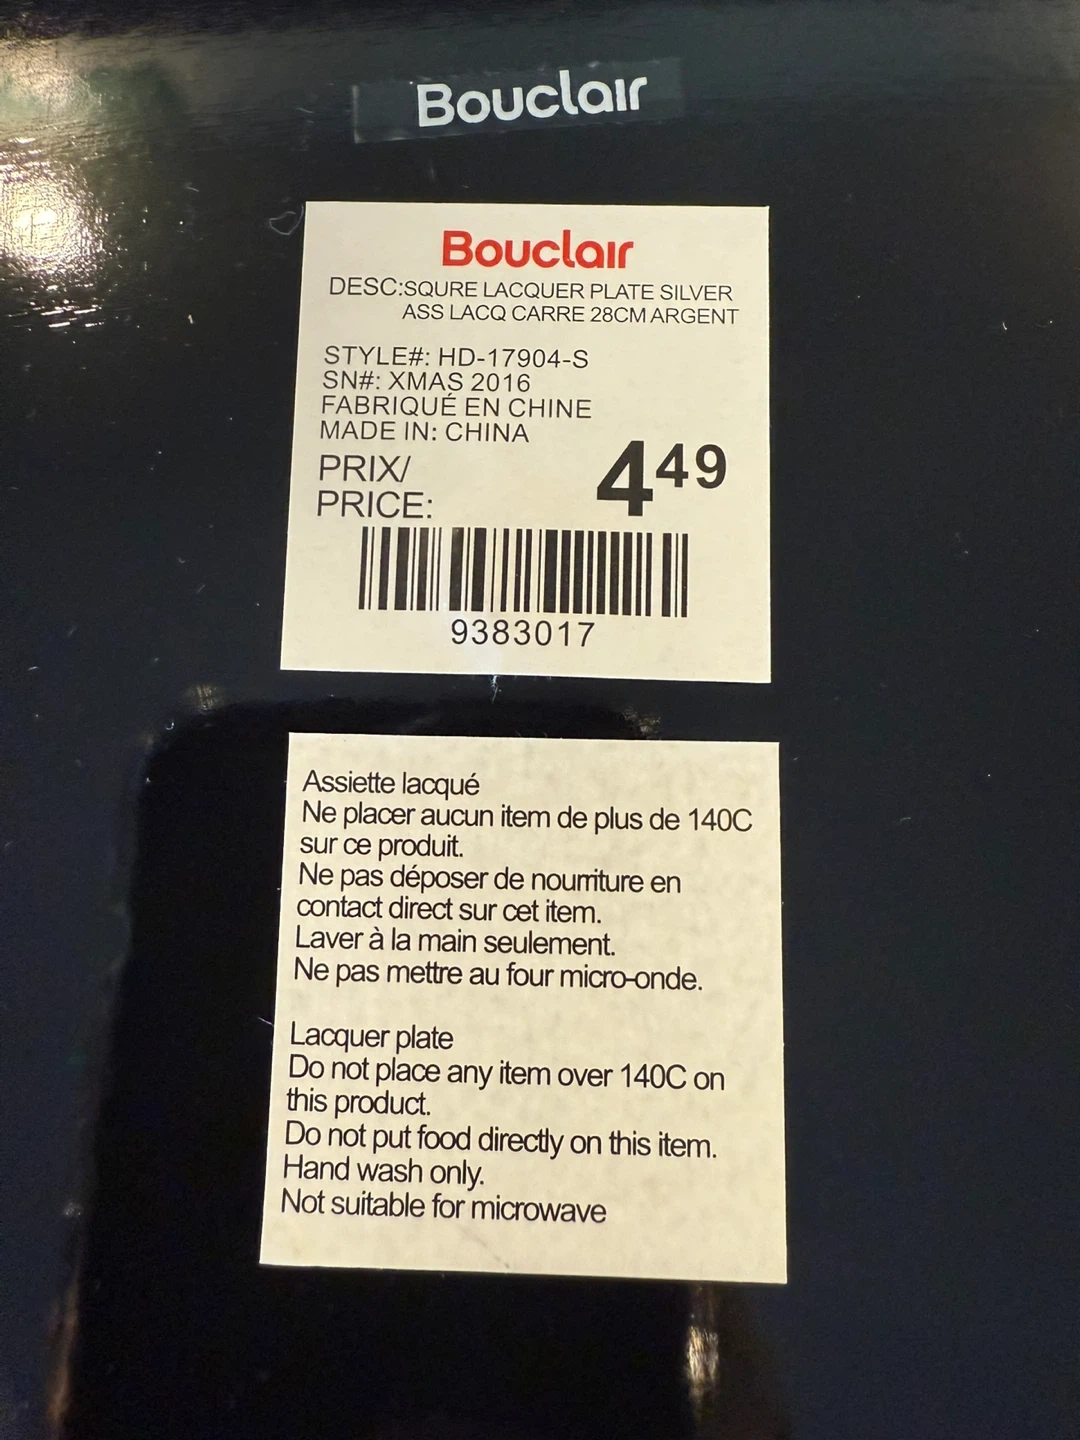 Bouclair
Bouclair
DESC:SQURE LACQUER PLATE SILVER
ASS LACQ CARRE 28CM ARGENT
STYLE#: HD-17904-S
SN#: XMAS 2016
FABRIQUÉ EN CHINE
MADE IN: CHINA
PRIX/
PRICE: 4 49
9383017
Assiette lacqué
Ne placer aucun item de plus de 140C
sur ce produit.
Ne pas déposer de nourriture en
contact direct sur cet item.
Laver à la main seulement.
Ne pas mettre au four micro-onde.
Lacquer plate
Do not place any item over 140C on
this product.
Do not put food directly on this item.
Hand wash only.
Not suitable for microwave